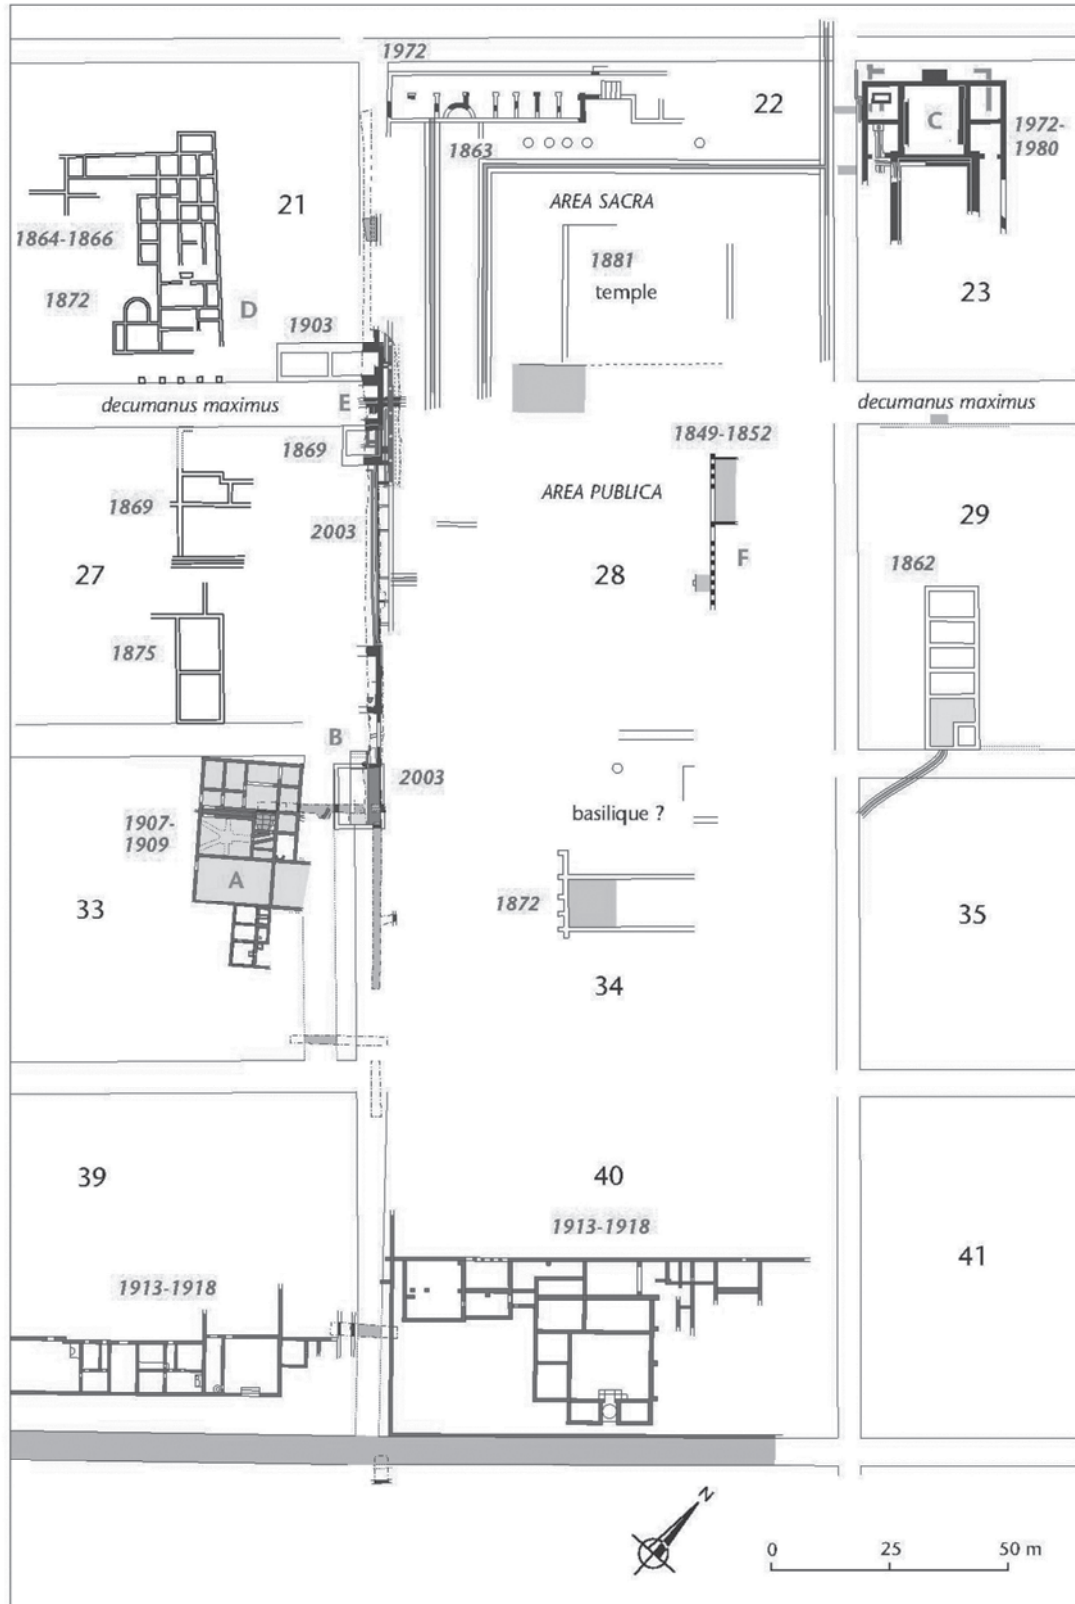 1972
22
C
1972-
1980
1863
21
AREA SACRA
1864-1866
1881
temple
23
1872
D
1903
decumanus maximus
E
decumanus maximus
1869
1849-1852
AREA PUBLICA
1869
2003
29
27
28
F
1862
1875
B
2003
basilique ?
1907-
1909
A
1872
33
35
34
39
40
1913-1918
41
1913-1918
N
0
25
50 m